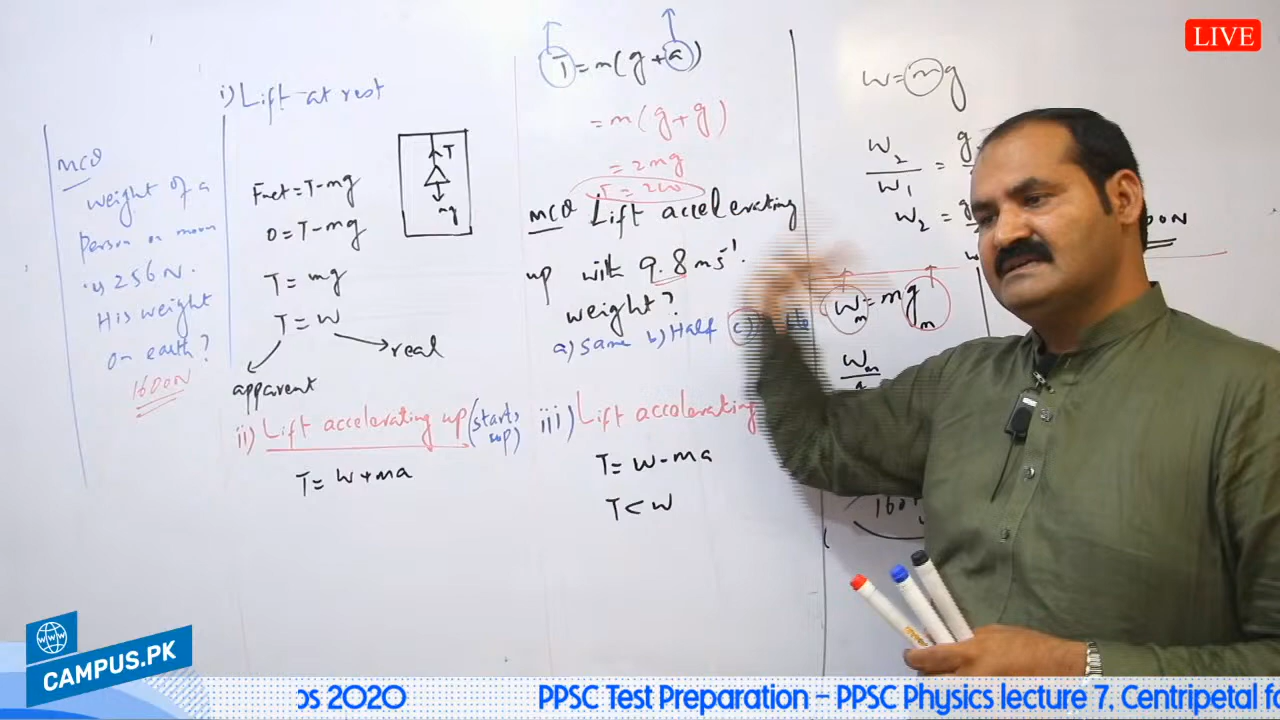 LIVE
MCQ
weight of a
person on moon
is 256 N.
His weight
on earth?
1600N
i) Lift at rest
Fnet = T-mg
0 = T-mg
T = mg
T = W
real
apparent
T
mg
ii) Lift accelerating up (starts
up)
T = W+ma
T = m(g+a)
= m(g+g)
= 2mg
T = 2W
MCQ Lift accelerating
up with 9.8 ms⁻¹.
weight?
a) same b) Half c)
iii) Lift accelerating
T = W-ma
T < W
W = mg
W₂/W₁ = g
W₂ = g
Wm = mgm
Wm
WWW
CAMPUS.PK
os 2020 PPSC Test Preparation – PPSC Physics lecture 7, Centripetal fo